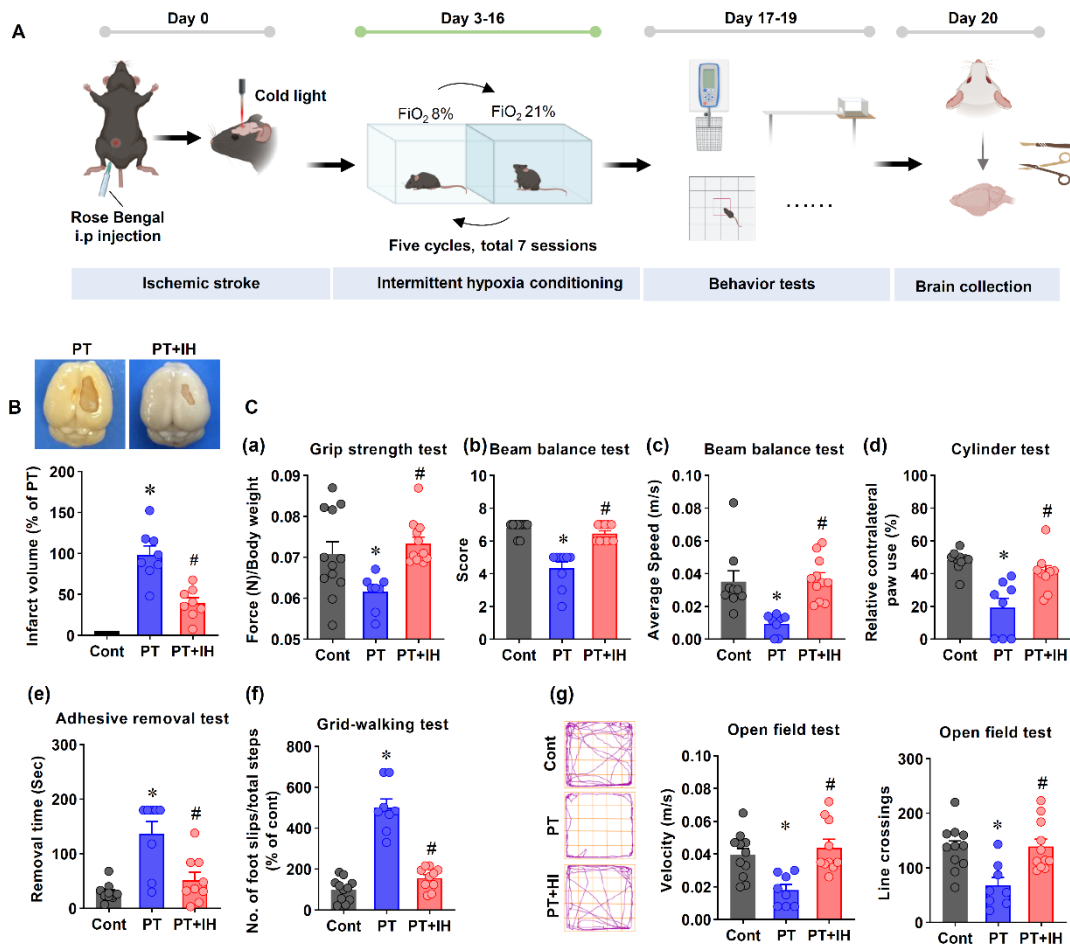 A
Day 0
Day 3-16
Day 17-19
Day 20
Cold light
Rose Bengal
i.p injection
FiO2 8%
FiO2 21%
Five cycles, total 7 sessions
......
Ischemic stroke
Intermittent hypoxia conditioning
Behavior tests
Brain collection
B
PT
PT+IH
Infarct volume (% of PT)
200
150
100
50
0
*
#
Cont
PT
PT+IH
C
(a)
Grip strength test
Force (N)/Body weight
0.09
0.08
0.07
0.06
0.05
*
#
Cont
PT
PT+IH
(b)
Beam balance test
Score
8
6
4
2
0
*
#
Cont
PT
PT+IH
(c)
Beam balance test
Average Speed (m/s)
0.10
0.08
0.06
0.04
0.02
0.00
*
#
Cont
PT
PT+IH
(d)
Cylinder test
Relative contralateral
paw use (%)
100
80
60
40
20
0
*
#
Cont
PT
PT+IH
(e)
Adhesive removal test
Removal time (Sec)
300
200
100
0
*
#
Cont
PT
PT+IH
(f)
Grid-walking test
No. of foot slips/total steps
(% of cont)
800
600
400
200
0
*
#
Cont
PT
PT+IH
(g)
Cont
PT
PT+HI
Open field test
Velocity (m/s)
0.10
0.08
0.06
0.04
0.02
0.00
*
#
Cont
PT
PT+IH
Open field test
Line crossings
300
200
100
0
*
#
Cont
PT
PT+IH